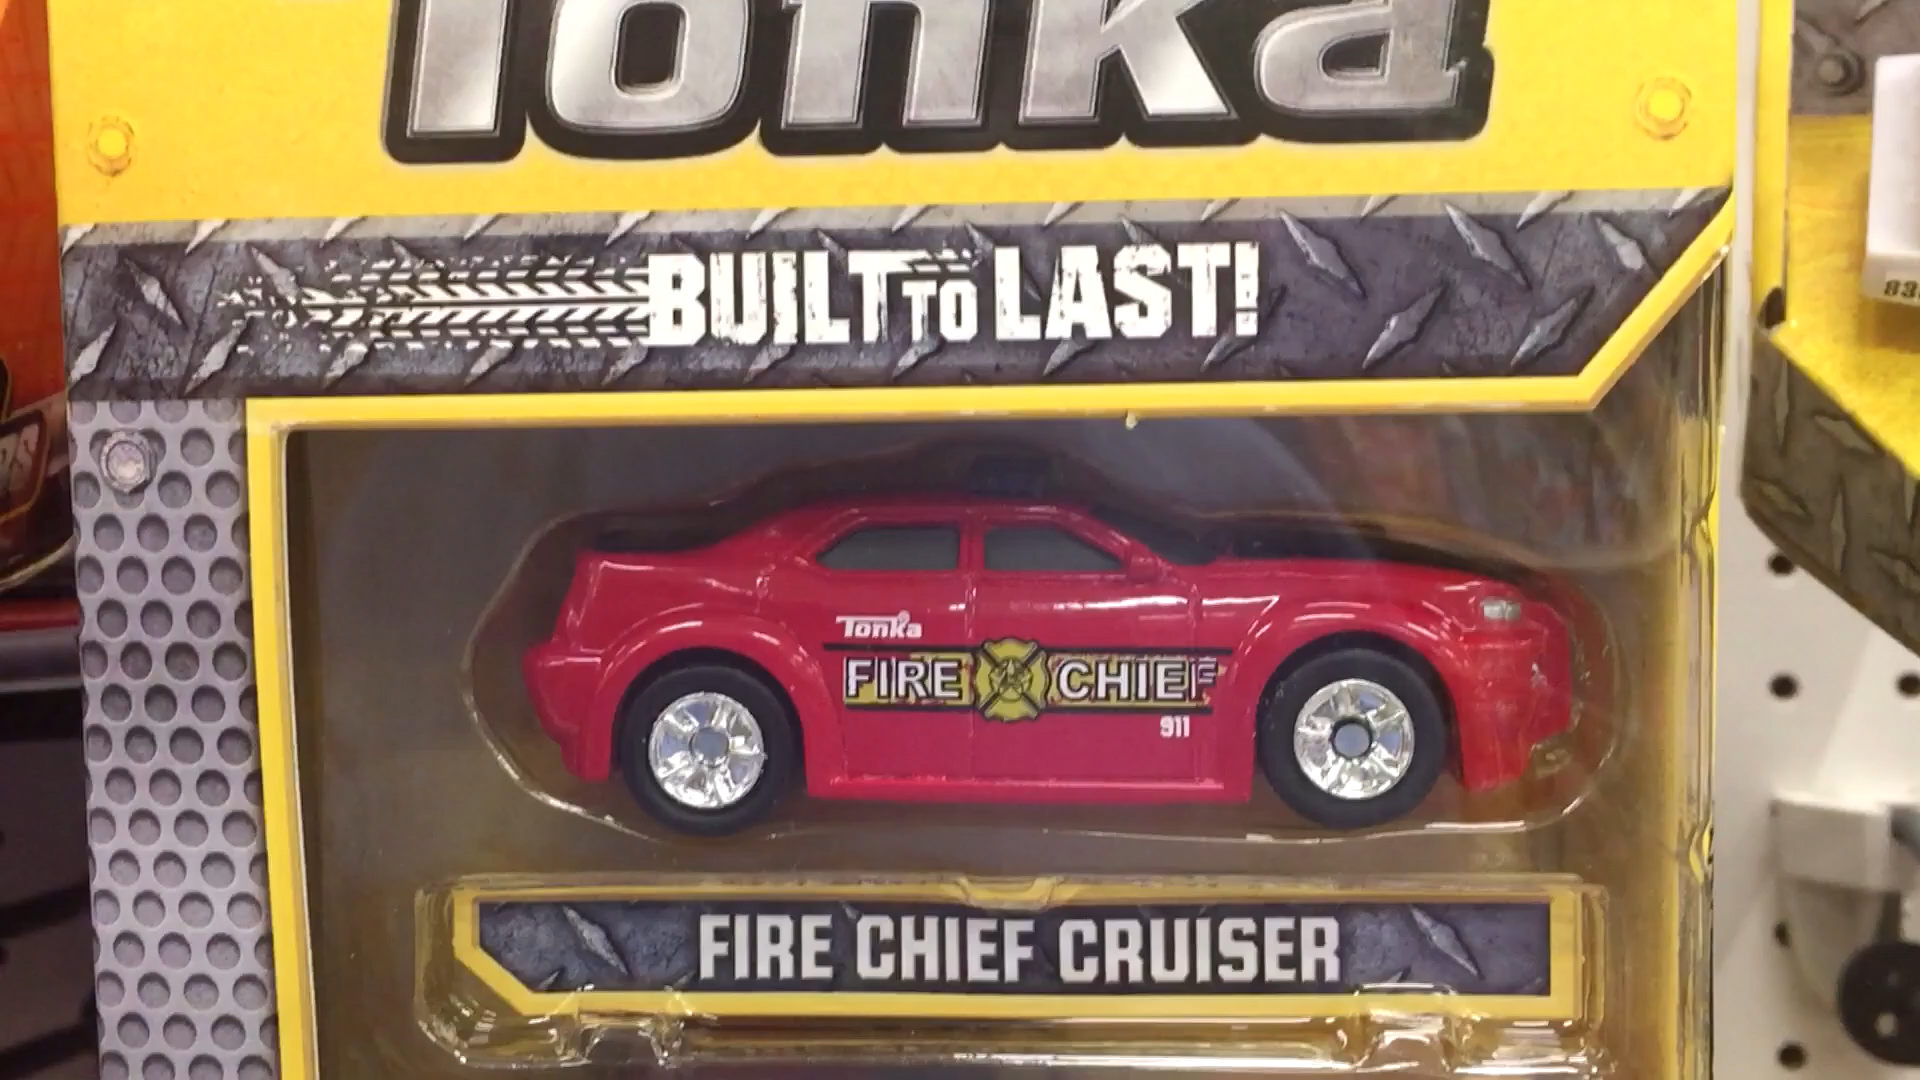 Tonka
BUILT TO LAST!
Tonka
FIRE CHIEF
911
FIRE CHIEF CRUISER